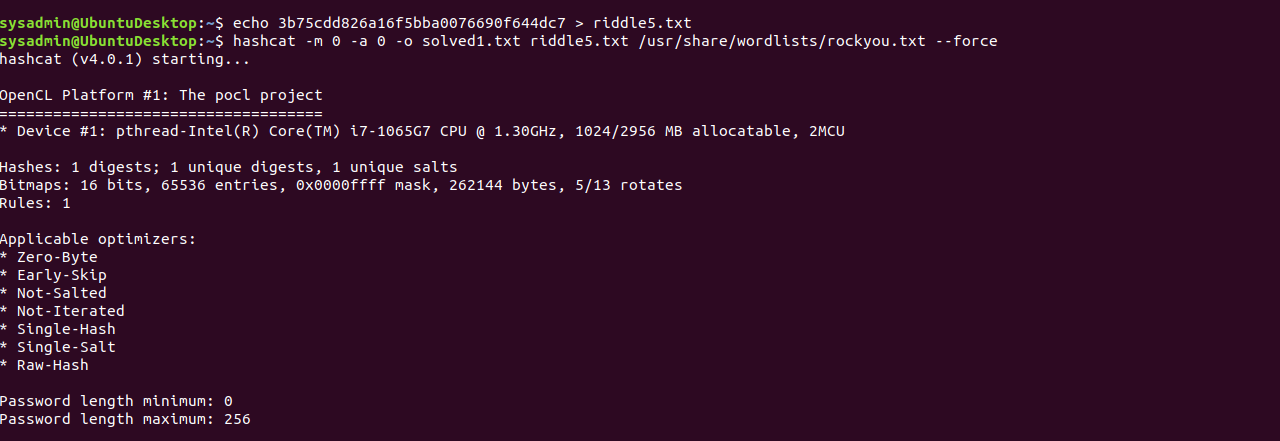 sysadmin@UbuntuDesktop:~$ echo 3b75cdd826a16f5bba0076690f644dc7 > riddle5.txt
sysadmin@UbuntuDesktop:~$ hashcat -m 0 -a 0 -o solved1.txt riddle5.txt /usr/share/wordlists/rockyou.txt --force
hashcat (v4.0.1) starting...
OpenCL Platform #1: The pocl project
====================================
* Device #1: pthread-Intel(R) Core(TM) i7-1065G7 CPU @ 1.30GHz, 1024/2956 MB allocatable, 2MCU
Hashes: 1 digests; 1 unique digests, 1 unique salts
Bitmaps: 16 bits, 65536 entries, 0x0000ffff mask, 262144 bytes, 5/13 rotates
Rules: 1
Applicable optimizers:
* Zero-Byte
* Early-Skip
* Not-Salted
* Not-Iterated
* Single-Hash
* Single-Salt
* Raw-Hash
Password length minimum: 0
Password length maximum: 256